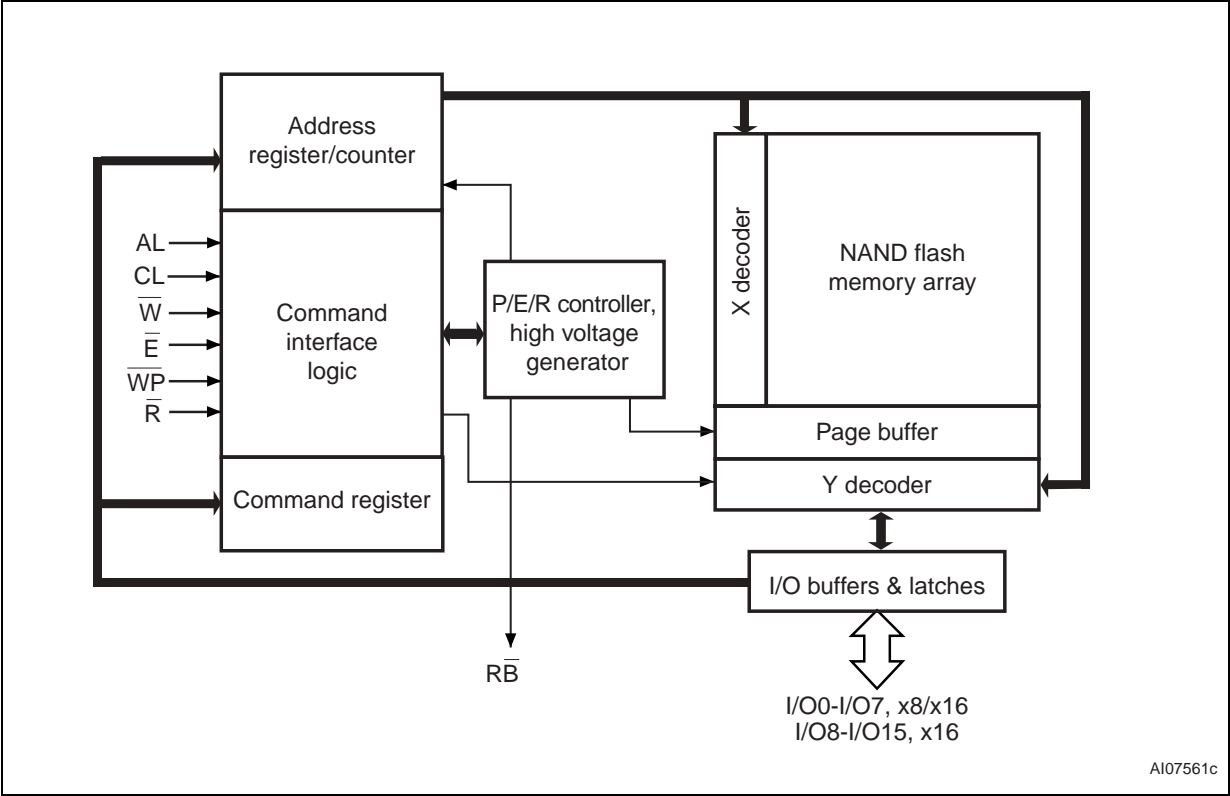 Address
register/counter
AL
CL
W̅
E̅
W̅P̅
R̅
Command
interface
logic
Command register
P/E/R controller,
high voltage
generator
RB̅
X decoder
NAND flash
memory array
Page buffer
Y decoder
I/O buffers & latches
I/O0-I/O7, x8/x16
I/O8-I/O15, x16
AI07561c